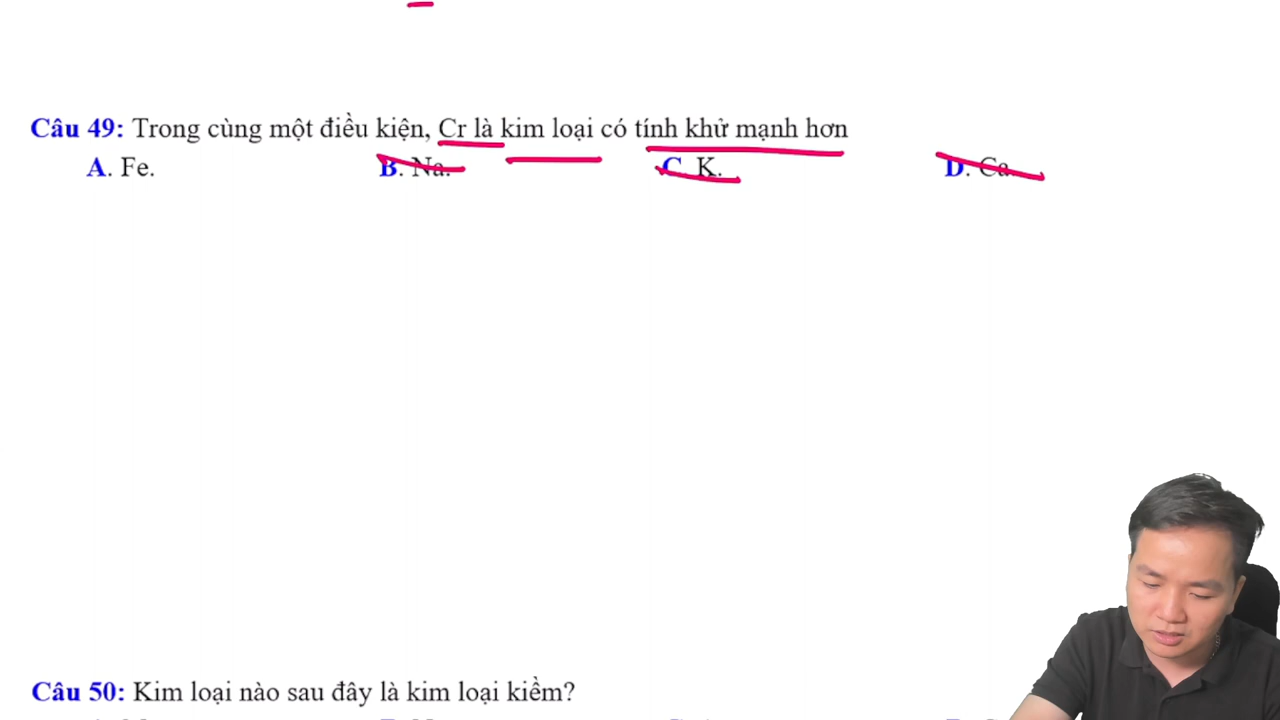 Câu 49: Trong cùng một điều kiện, Cr là kim loại có tính khử mạnh hơn
A. Fe. B. Na. C. K. D. Ca.
Câu 50: Kim loại nào sau đây là kim loại kiềm?